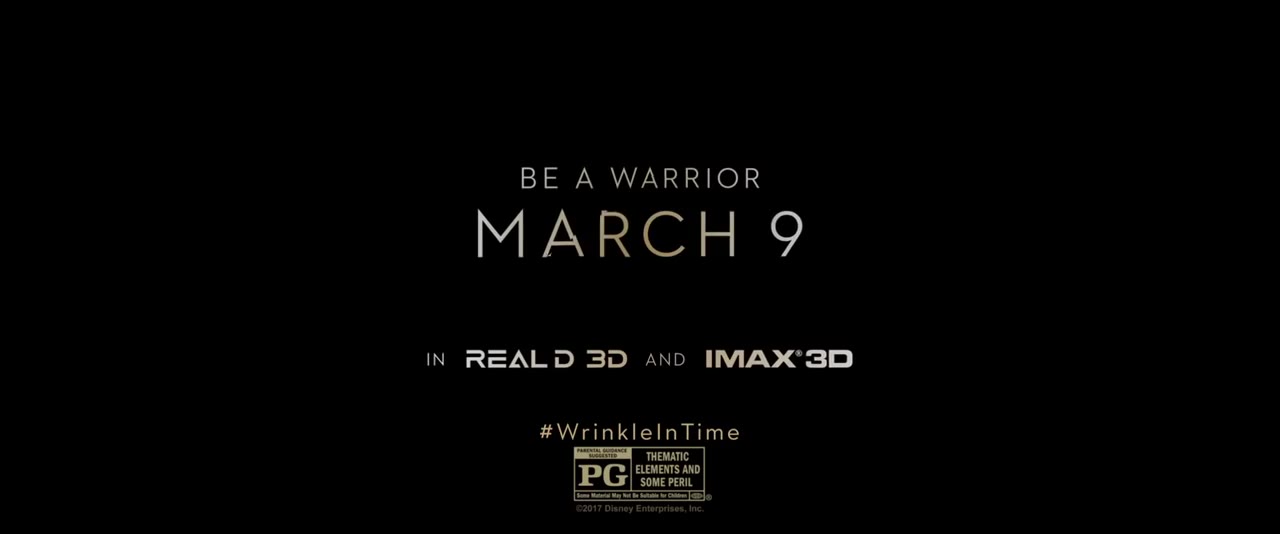 BE A WARRIOR
MARCH 9
IN REAL D 3D AND IMAX® 3D
#WrinkleInTime
PARENTAL GUIDANCE SUGGESTED
PG
THEMATIC
ELEMENTS AND
SOME PERIL
Some Material May Not Be Suitable for Children
©2017 Disney Enterprises, Inc.